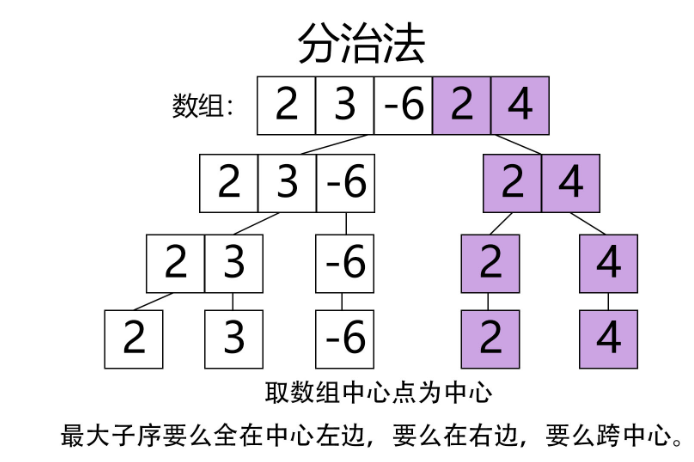 分治法
数组： 2 3 -6 2 4
2 3 -6 2 4
2 3 -6 2 4
2 3 -6 2 4
取数组中心点为中心
最大子序要么全在中心左边，要么在右边，要么跨中心。